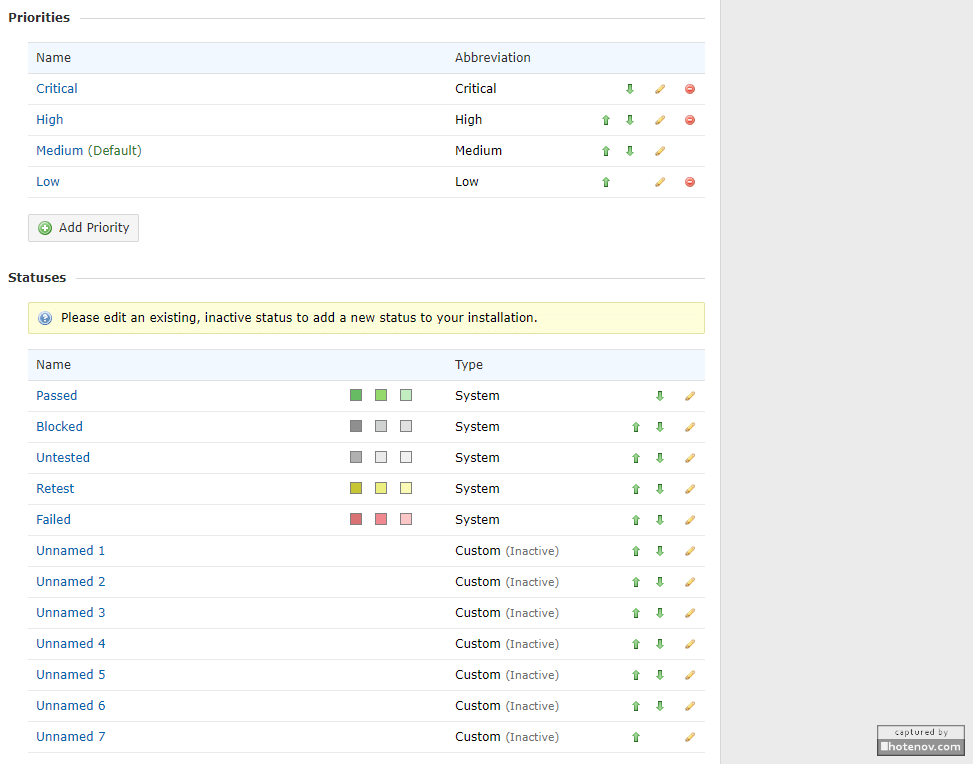 Priorities
Name Abbreviation
Critical Critical
High High
Medium (Default) Medium
Low Low
Add Priority
Statuses
Please edit an existing, inactive status to add a new status to your installation.
Name Type
Passed System
Blocked System
Untested System
Retest System
Failed System
Unnamed 1 Custom (Inactive)
Unnamed 2 Custom (Inactive)
Unnamed 3 Custom (Inactive)
Unnamed 4 Custom (Inactive)
Unnamed 5 Custom (Inactive)
Unnamed 6 Custom (Inactive)
Unnamed 7 Custom (Inactive)
captured by
hotenov.com